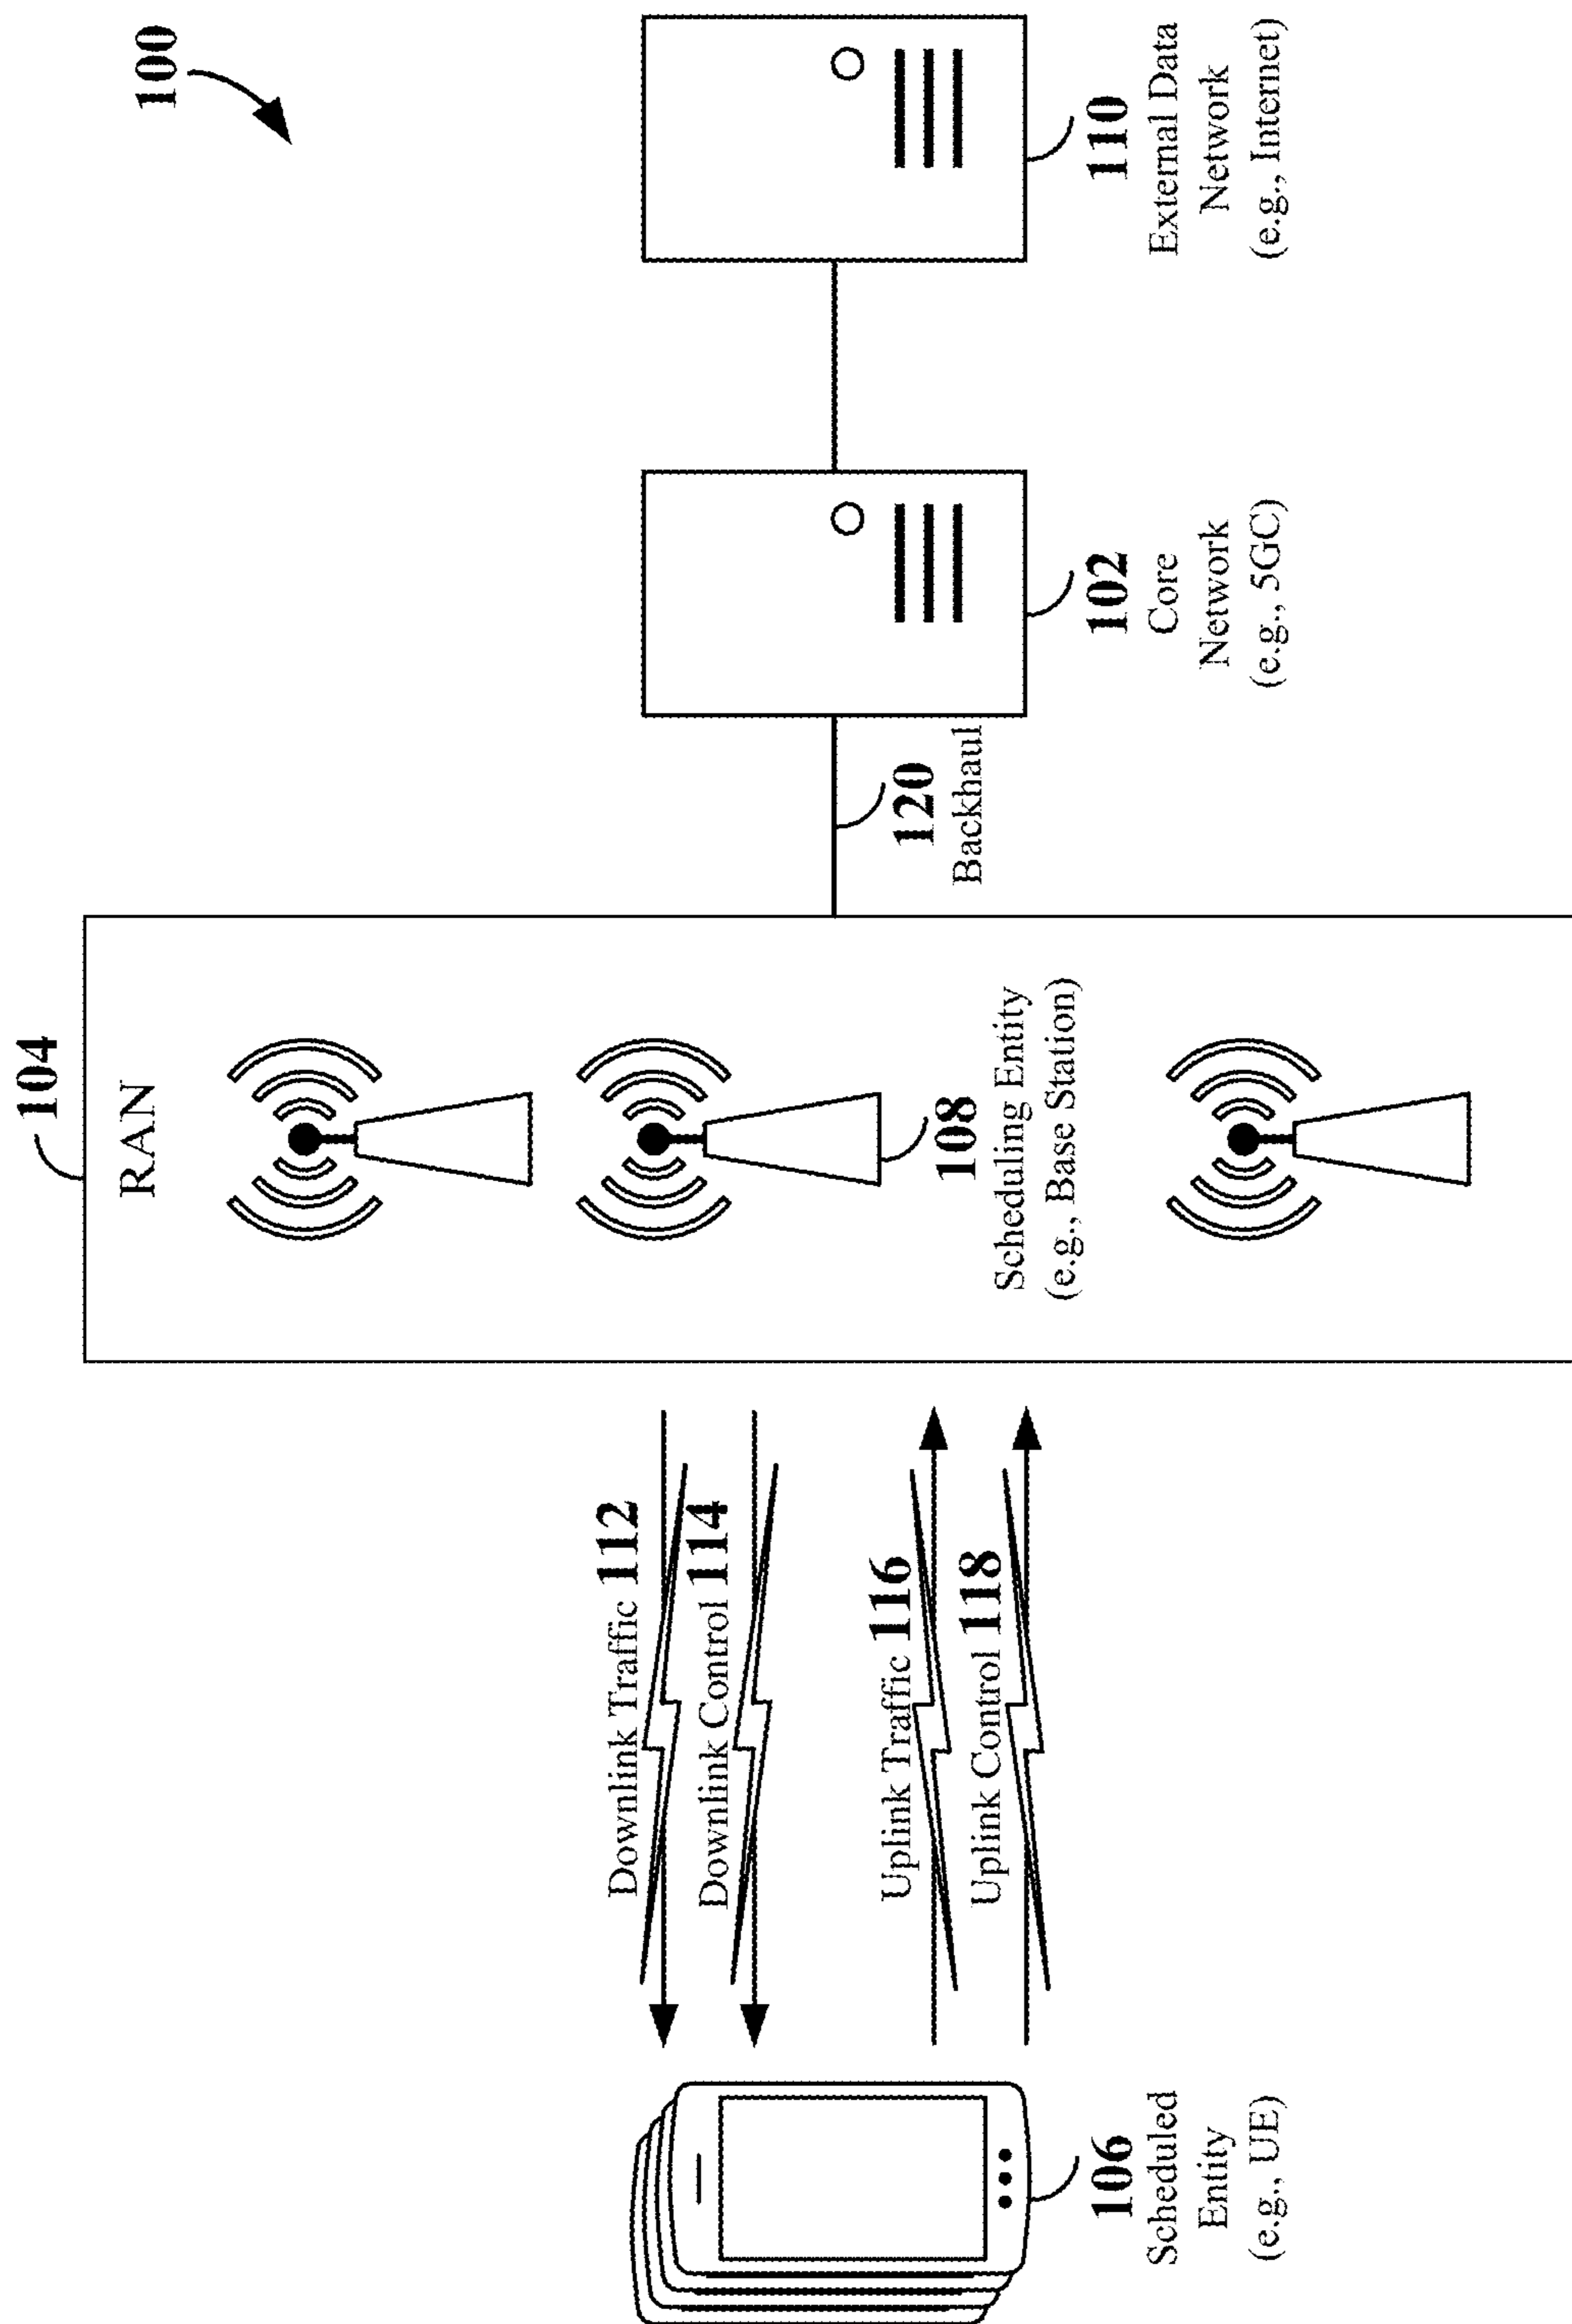 100
104
RAN
108
Scheduling Entity
(e.g., Base Station)
Downlink Traffic 112
Downlink Control 114
Uplink Traffic 116
Uplink Control 118
106
Scheduled
Entity
(e.g., UE)
120
Backhaul
102
Core
Network
(e.g., 5GC)
110
External Data
Network
(e.g., Internet)